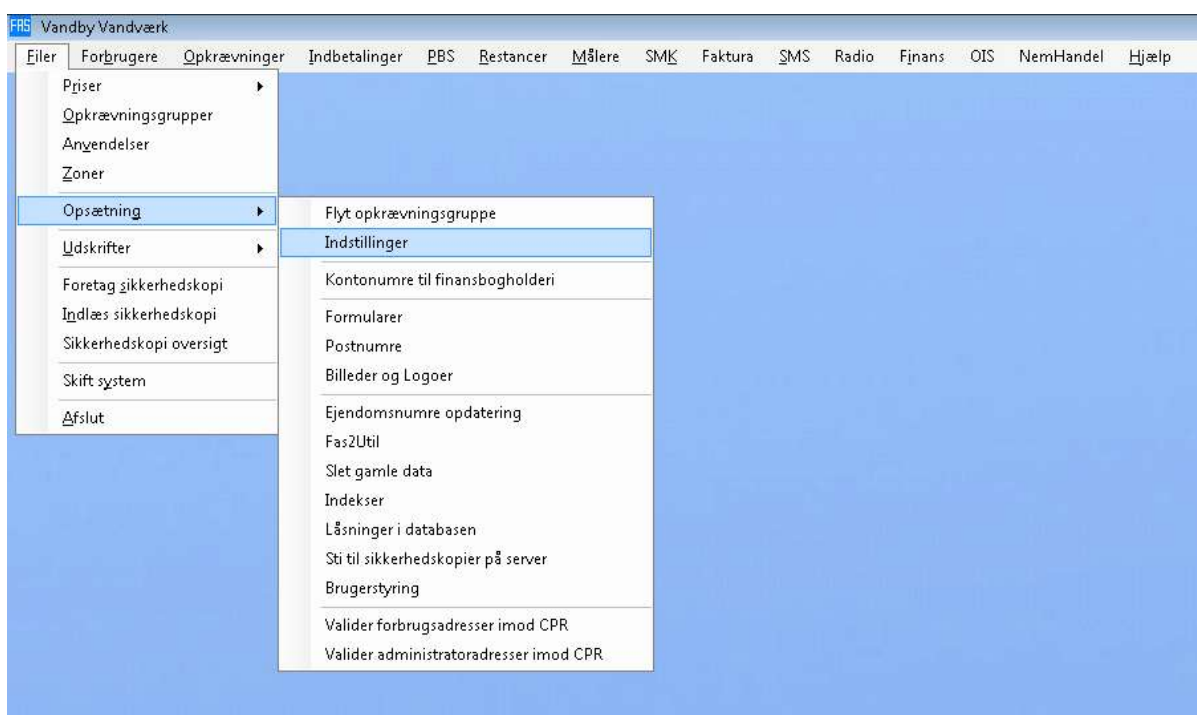 FAS Vandby Vandværk
Filer Forbrugere Opkrævninger Indbetalinger PBS Restancer Målere SMK Faktura SMS Radio Finans OIS NemHandel Hjælp
Priser
Opkrævningsgrupper
Anvendelser
Zoner
Opsætning
Udskrifter
Foretag sikkerhedskopi
Indlæs sikkerhedskopi
Sikkerhedskopi oversigt
Skift system
Afslut
Flyt opkrævningsgruppe
Indstillinger
Kontonumre til finansbogholderi
Formularer
Postnumre
Billeder og Logoer
Ejendomsnumre opdatering
Fas2Util
Slet gamle data
Indekser
Låsninger i databasen
Sti til sikkerhedskopier på server
Brugerstyring
Valider forbrugsadresser imod CPR
Valider administratoradresser imod CPR